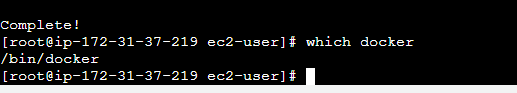 Complete!
[root@ip-172-31-37-219 ec2-user]# which docker
/bin/docker
[root@ip-172-31-37-219 ec2-user]#